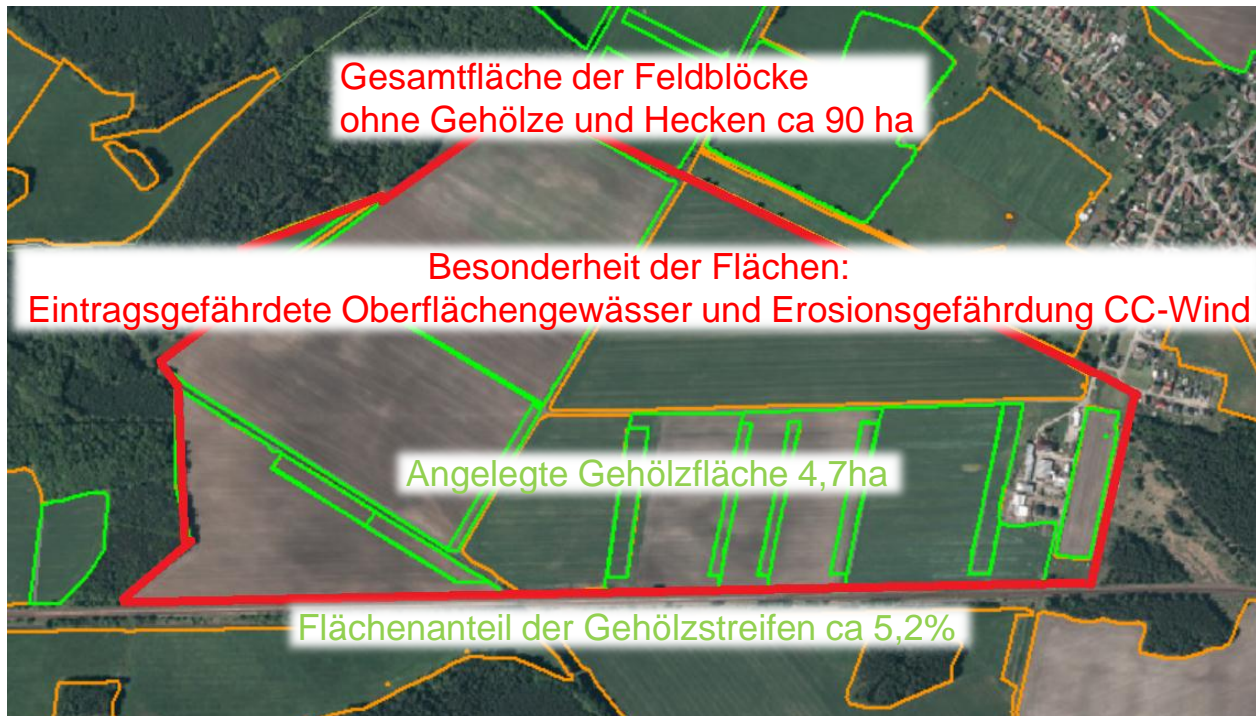 Gesamtfläche der Feldblöcke
ohne Gehölze und Hecken ca 90 ha
Besonderheit der Flächen:
Eintragsgefährdete Oberflächengewässer und Erosionsgefährdung CC-Wind
Angelegte Gehölzfläche 4,7ha
Flächenanteil der Gehölzstreifen ca 5,2%